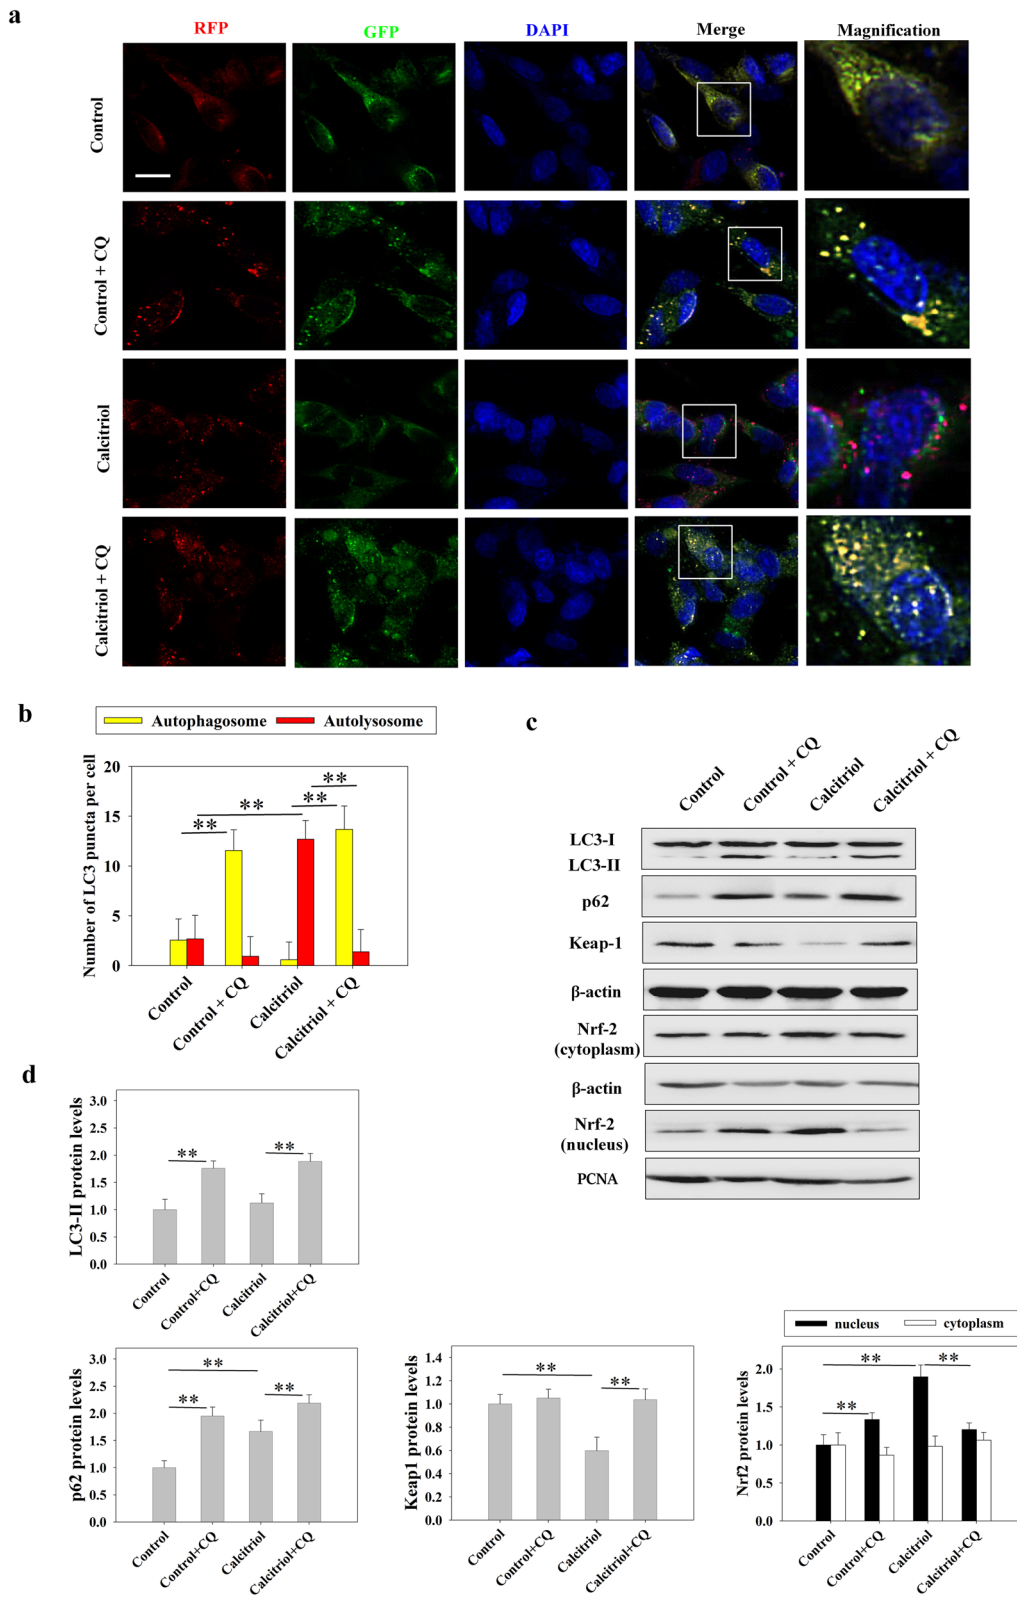 a
RFP GFP DAPI Merge Magnification
Control
Control + CQ
Calcitriol
Calcitriol + CQ
b
Autophagosome Autolysosome
Number of LC3 puncta per cell
20
15
10
5
0
** ** ** ** **
Control
Control + CQ
Calcitriol
Calcitriol + CQ
c
Control
Control + CQ
Calcitriol
Calcitriol + CQ
LC3-I
LC3-II
p62
Keap-1
β-actin
Nrf-2
(cytoplasm)
β-actin
Nrf-2
(nucleus)
PCNA
d
LC3-II protein levels
3.0
2.5
2.0
1.5
1.0
0.5
0.0
** **
Control
Control+CQ
Calcitriol
Calcitriol+CQ
p62 protein levels
3.0
2.5
2.0
1.5
1.0
0.5
0.0
** ** **
Control
Control+CQ
Calcitriol
Calcitriol+CQ
Keap1 protein levels
1.4
1.2
1.0
0.8
0.6
0.4
0.2
0.0
** **
Control
Control+CQ
Calcitriol
Calcitriol+CQ
nucleus cytoplasm
Nrf2 protein levels
2.0
1.5
1.0
0.5
0.0
** ** **
Control
Control+CQ
Calcitriol
Calcitriol+CQ